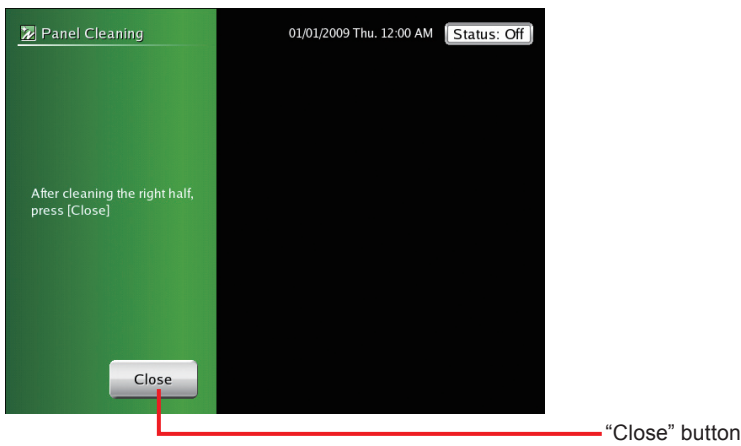 Panel Cleaning
01/01/2009 Thu. 12:00 AM
Status: Off
After cleaning the right half,
press [Close]
Close
“Close” button